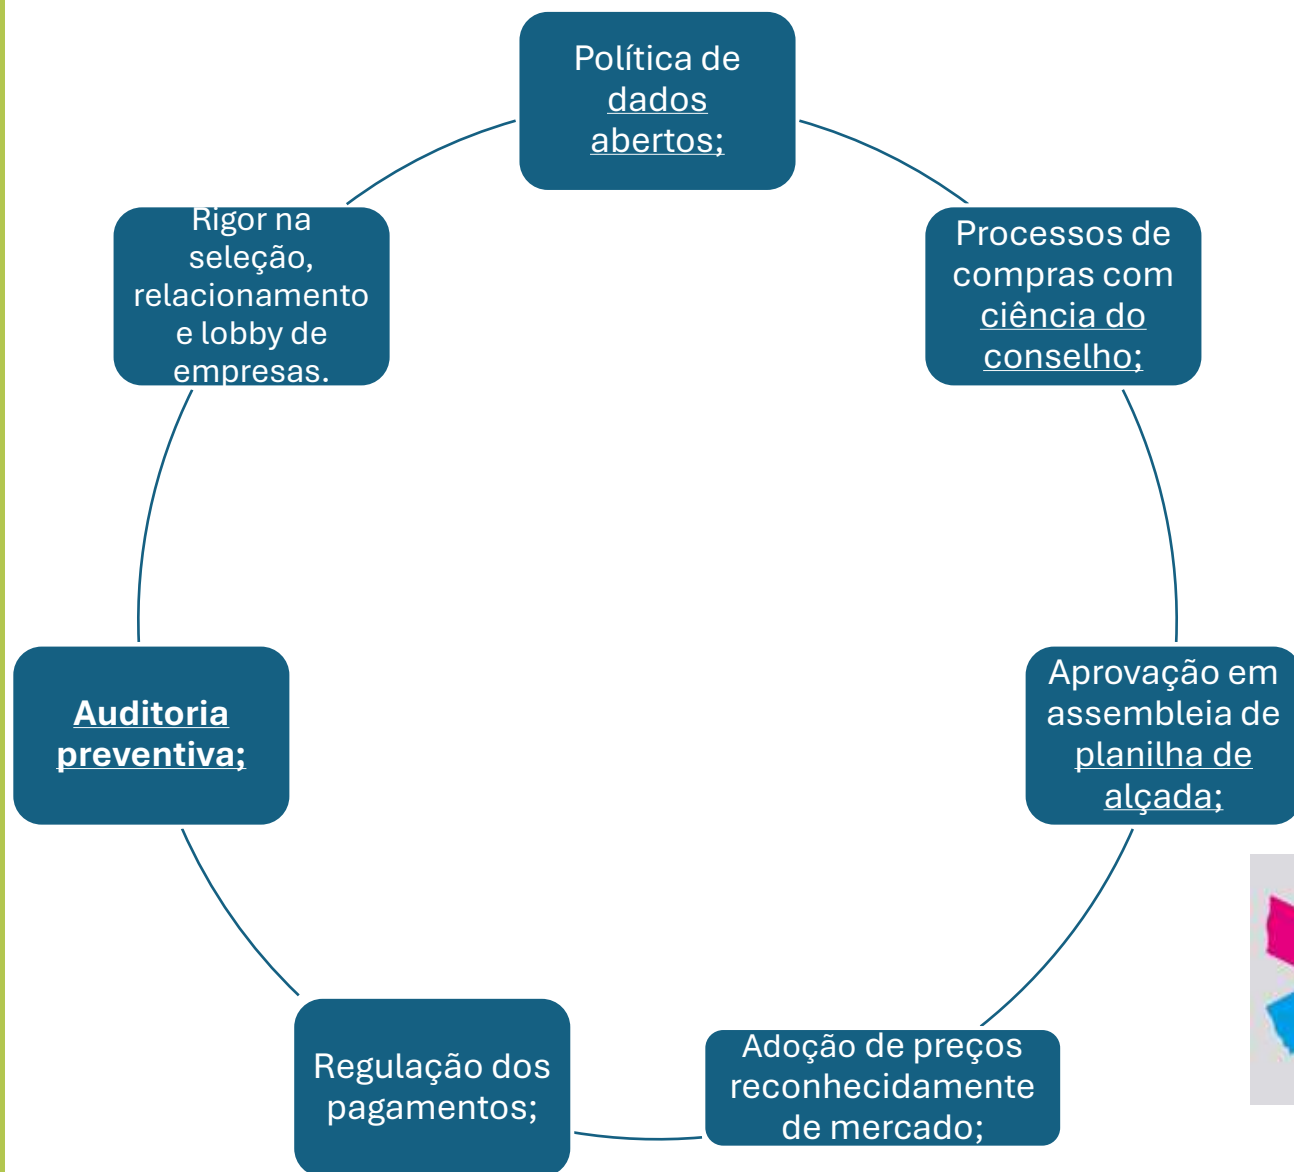 Política de
dados
abertos;
Processos de
compras com
ciência do
conselho;
Aprovação em
assembleia de
planilha de
alçada;
Adoção de preços
reconhecidamente
de mercado;
Regulação dos
pagamentos;
Auditoria
preventiva;
Rigor na
seleção,
relacionamento
e lobby de
empresas.